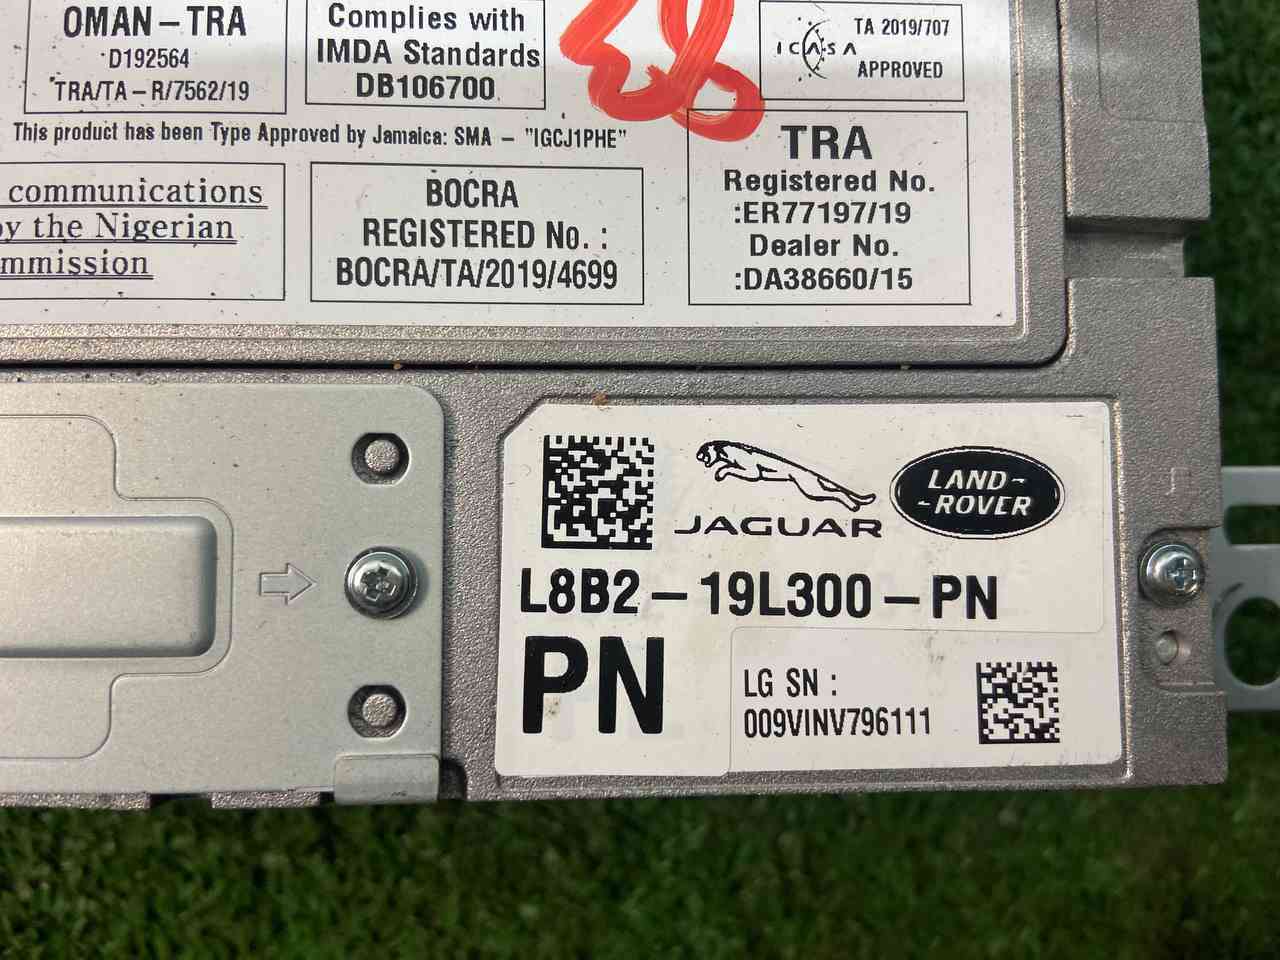 OMAN-TRA
D192564
TRA/TA-R/7562/19
Complies with
IMDA Standards
DB106700
ICASA
TA 2019/707
APPROVED
This product has been Type Approved by Jamaica: SMA - "IGCJ1PHE"
communications
by the Nigerian
mmission
BOCRA
REGISTERED No. :
BOCRA/TA/2019/4699
TRA
Registered No.
:ER77197/19
Dealer No.
:DA38660/15
JAGUAR
LAND-
-ROVER
L8B2-19L300-PN
PN
LG SN :
009VINV796111